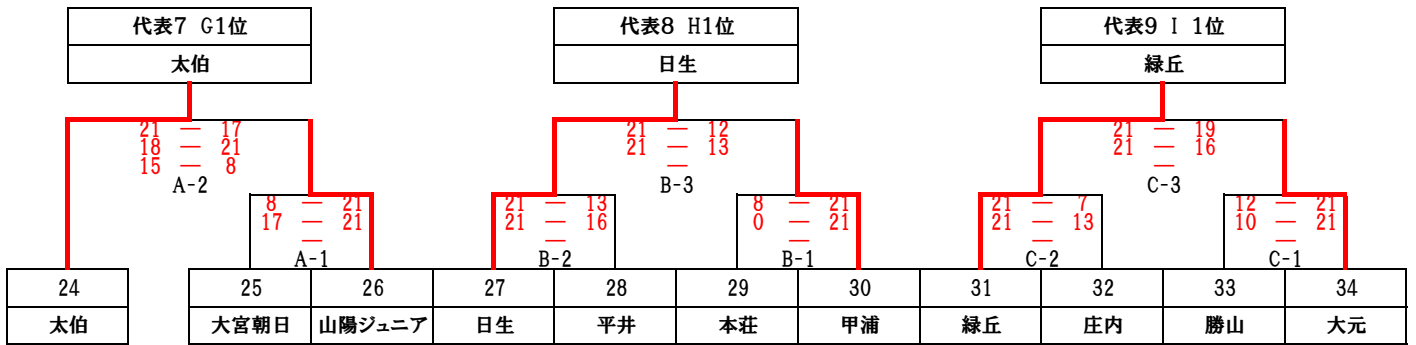 代表7 G1位
代表8 H1位
代表9 I 1位
太伯
日生
緑丘
21 — 17
21 — 12
21 — 19
18 — 21
21 — 13
21 — 16
15 — 8
—
—
A-2
B-3
C-3
8 — 21
21 — 13
8 — 21
21 — 7
12 — 21
17 — 21
21 — 16
0 — 21
21 — 13
10 — 21
—
—
—
—
—
A-1
B-2
B-1
C-2
C-1
24
25
26
27
28
29
30
31
32
33
34
太伯
大宮朝日
山陽ジュニア
日生
平井
本荘
甲浦
緑丘
庄内
勝山
大元